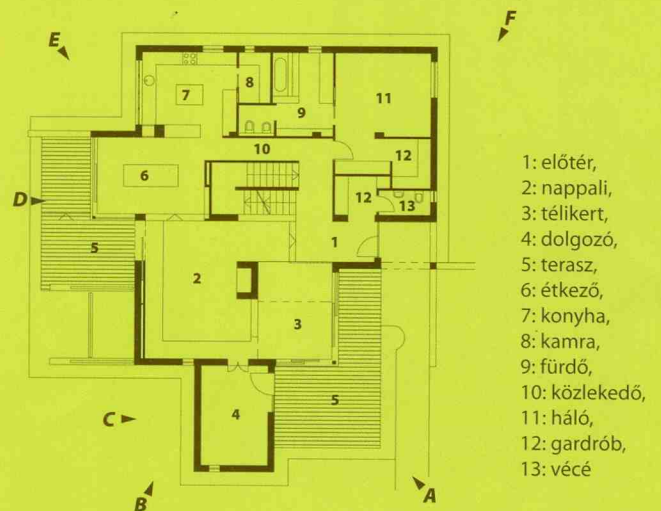 F
E
8
7
9
11
10
12
6
D
12
13
5
1
2
3
4
5
C
B
A
1: előtér,
2: nappali,
3: télikert,
4: dolgozó,
5: terasz,
6: étkező,
7: konyha,
8: kamra,
9: fürdő,
10: közlekedő,
11: háló,
12: gardrób,
13: vécé